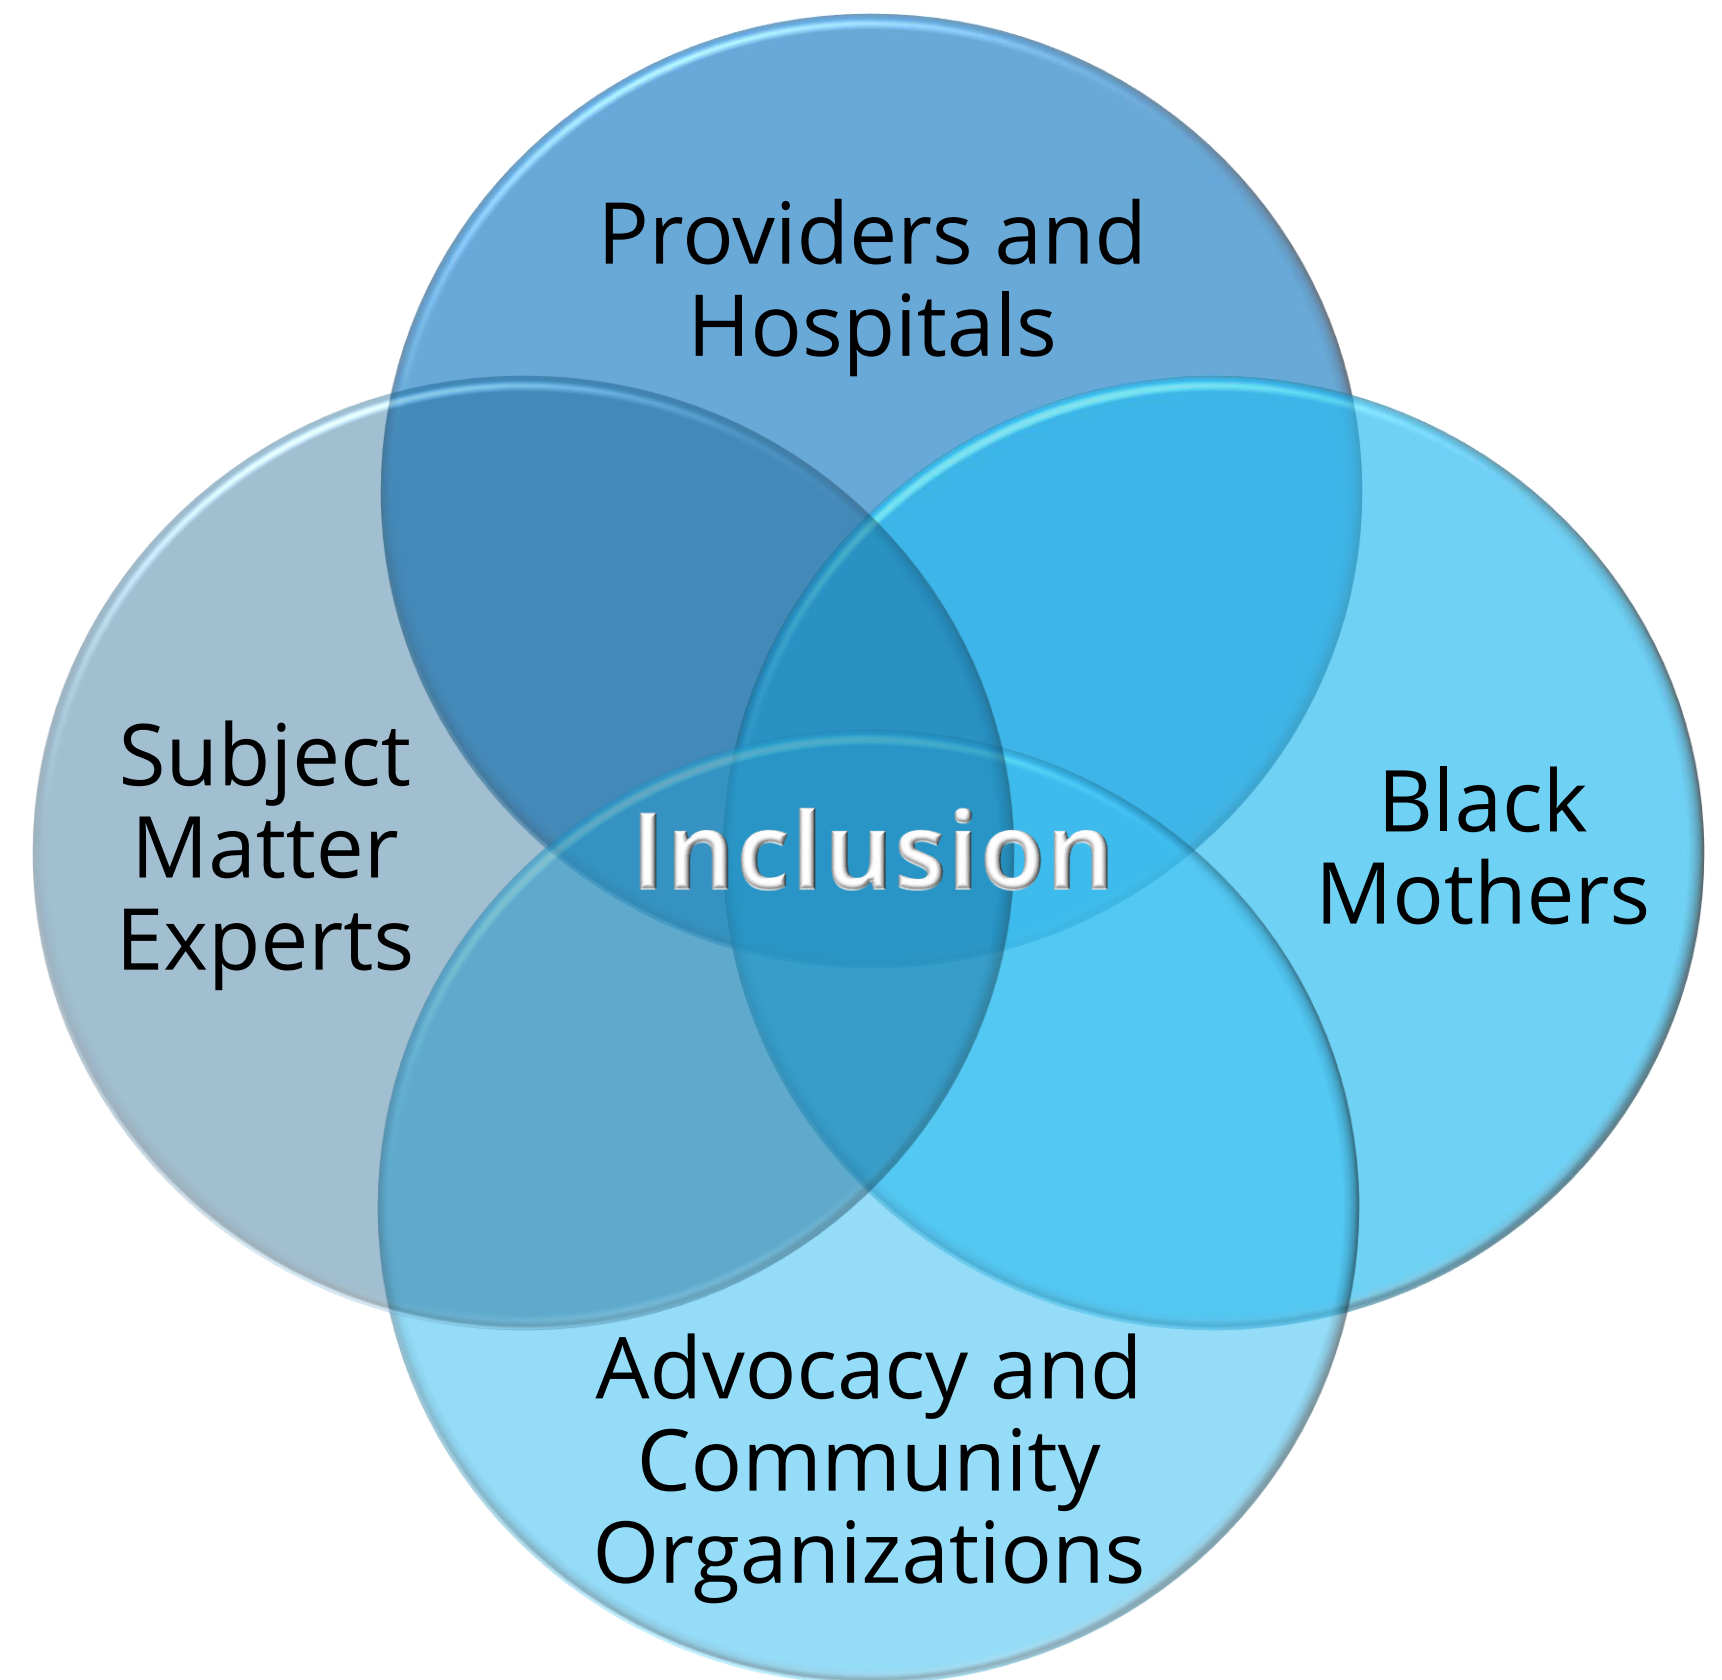 Providers and
Hospitals
Subject
Matter
Experts
Inclusion
Black
Mothers
Advocacy and
Community
Organizations